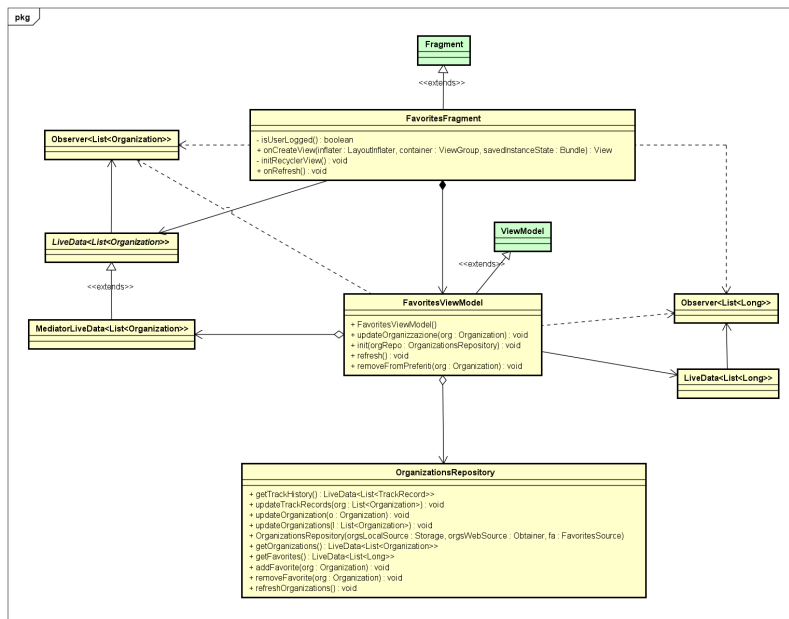 pkg
Fragment
<<extends>>
FavoritesFragment
- isUserLogged() : boolean
+ onCreateView(inflater : LayoutInflater, container : ViewGroup, savedInstanceState : Bundle) : View
- initRecyclerView() : void
+ onRefresh() : void
Observer<List<Organization>>
LiveData<List<Organization>>
<<extends>>
MediatorLiveData<List<Organization>>
ViewModel
<<extends>>
FavoritesViewModel
+ FavoritesViewModel()
+ updateOrganizzazione(org : Organization) : void
+ init(orgRepo : OrganizationsRepository) : void
+ refresh() : void
+ removeFromPreferiti(org : Organization) : void
Observer<List<Long>>
LiveData<List<Long>>
OrganizationsRepository
+ getTrackHistory() : LiveData<List<TrackRecord>>
+ updateTrackRecords(org : List<Organization>) : void
+ updateOrganization(o : Organization) : void
+ updateOrganizations(l : List<Organization>) : void
+ OrganizationsRepository(orgsLocalSource : Storage, orgsWebSource : Obtainer, fa : FavoritesSource)
+ getOrganizations() : LiveData<List<Organization>>
+ getFavorites() : LiveData<List<Long>>
+ addFavorite(org : Organization) : void
+ removeFavorite(org : Organization) : void
+ refreshOrganizations() : void